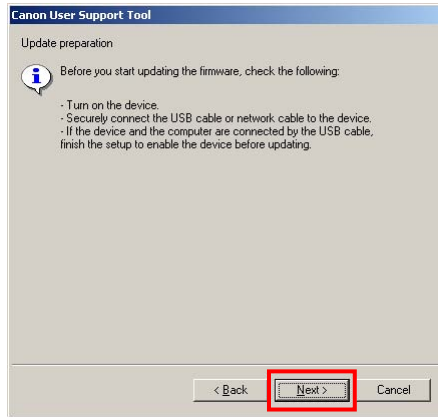 Canon User Support Tool
Update preparation
Before you start updating the firmware, check the following:
- Turn on the device.
- Securely connect the USB cable or network cable to the device.
- If the device and the computer are connected by the USB cable,
finish the setup to enable the device before updating.
< Back
Next >
Cancel